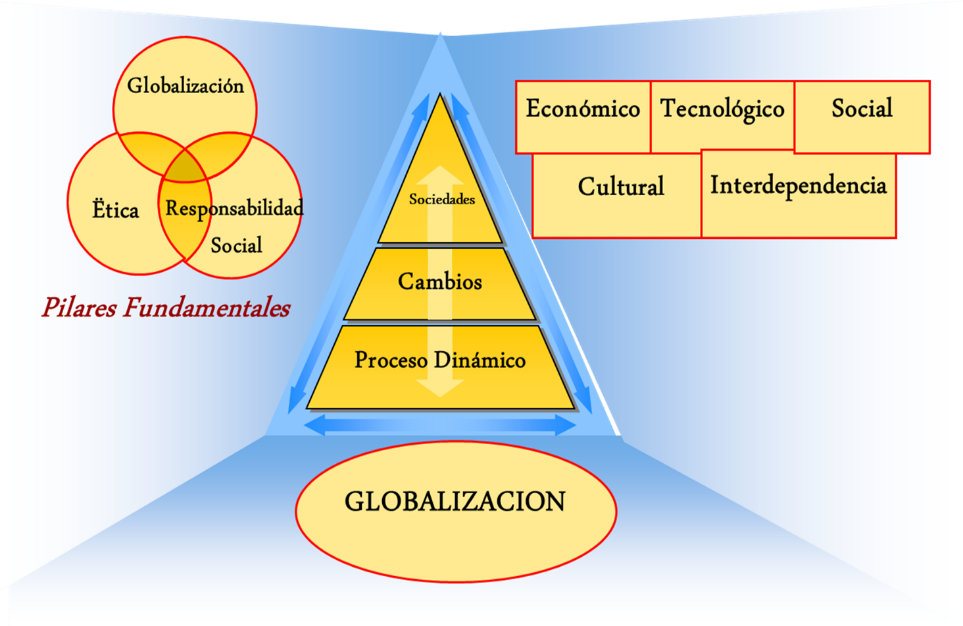 Globalización
Ëtica
Responsabilidad
Social
Pilares Fundamentales
Sociedades
Cambios
Proceso Dinámico
Económico
Tecnológico
Social
Cultural
Interdependencia
GLOBALIZACION